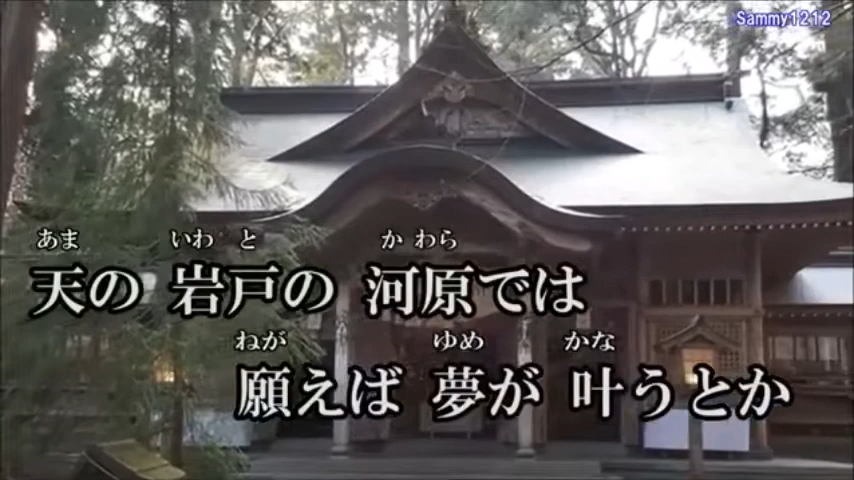 Sammy1212
あま いわ と か わら
天の 岩戸の 河原では
ねが ゆめ かな
願えば 夢が 叶うとか